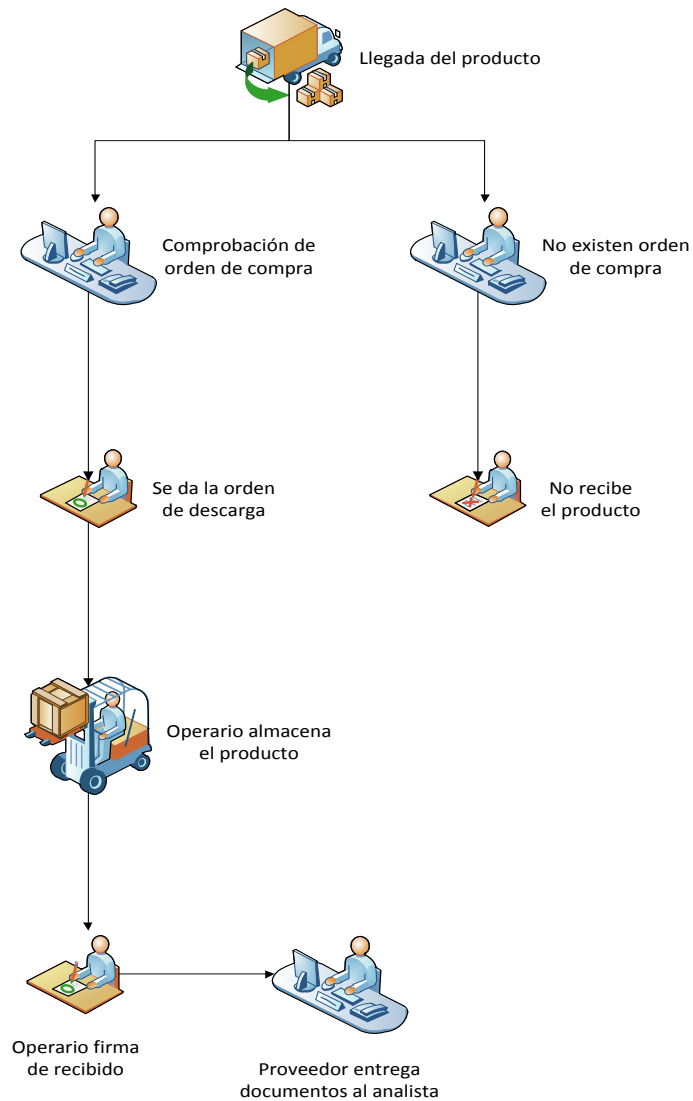 Llegada del producto
Comprobación de
orden de compra
No existen orden
de compra
Se da la orden
de descarga
No recibe
el producto
Operario almacena
el producto
Operario firma
de recibido
Proveedor entrega
documentos al analista